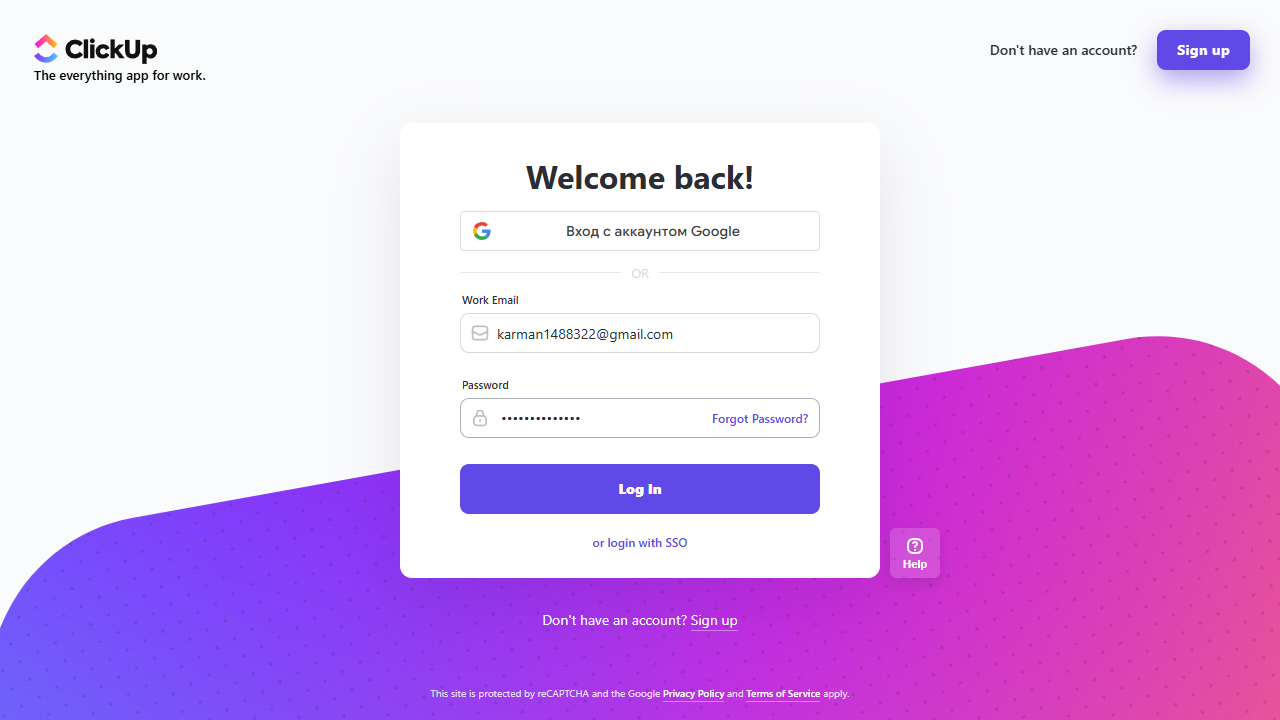 ClickUp
The everything app for work.
Don't have an account?
Sign up
Welcome back!
Вход с аккаунтом Google
OR
Work Email
karman1488322@gmail.com
Password
••••••••••••••
Forgot Password?
Log In
or login with SSO
Help
Don't have an account? Sign up
This site is protected by reCAPTCHA and the Google Privacy Policy and Terms of Service apply.